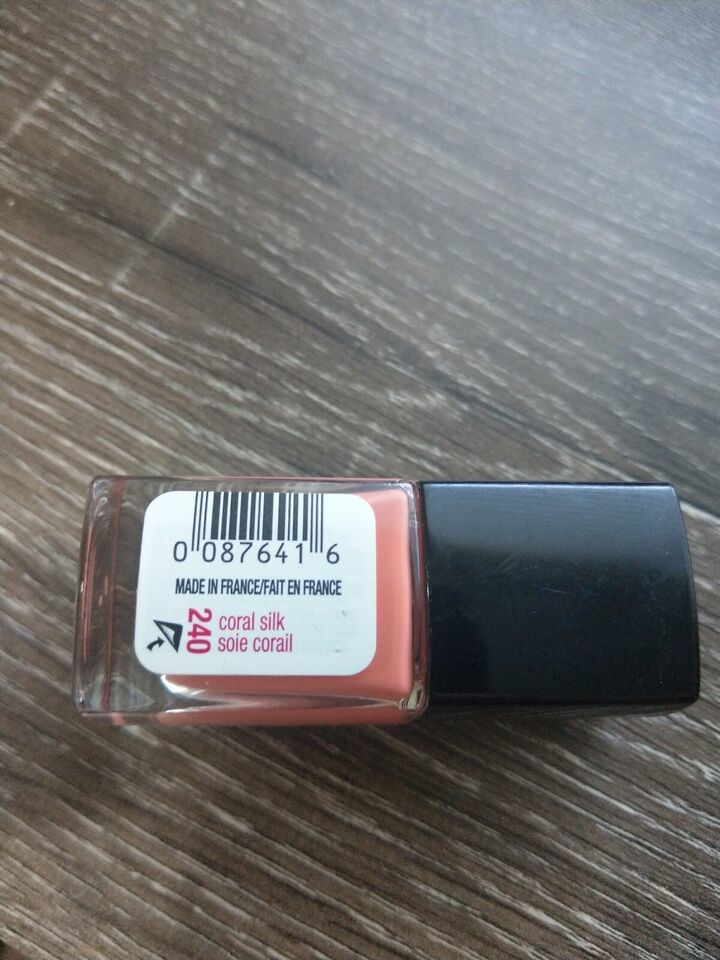 0 087641 6
MADE IN FRANCE/FAIT EN FRANCE
240
coral silk
soie corail